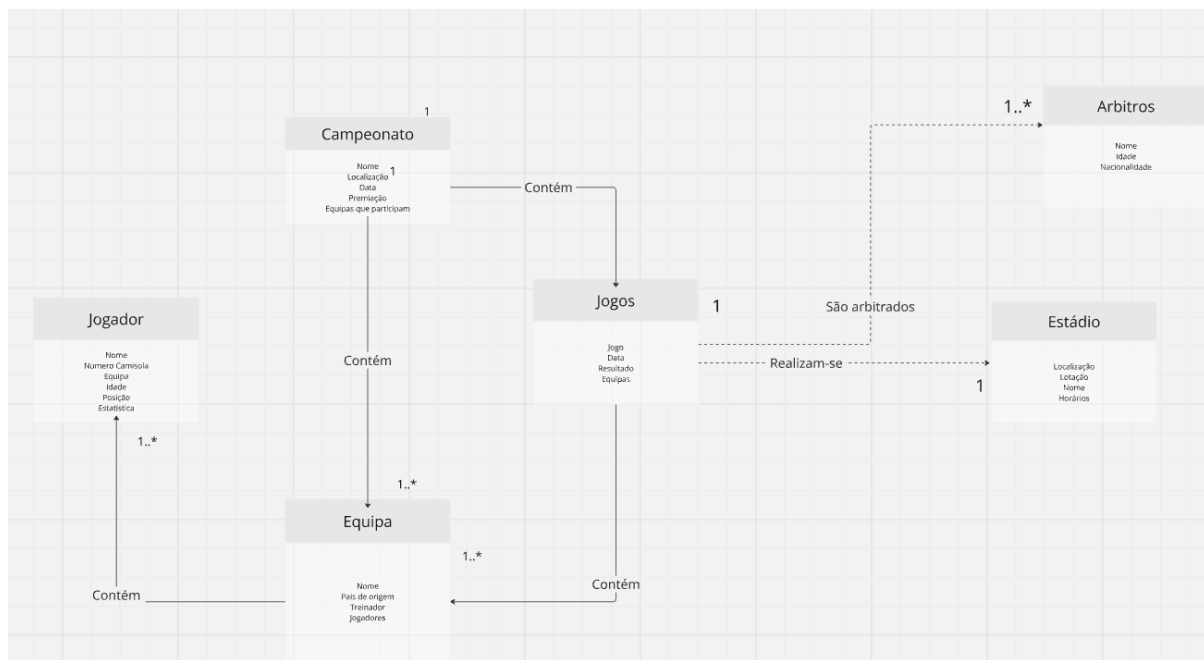 1
Campeonato
Nome
Localização
1
Data
Premiação
Equipas que participam
Contém
1..*
Arbitros
Nome
Idade
Nacionalidade
Jogador
Nome
Numero Camisola
Equipa
Idade
Posição
Estatística
1..*
Contém
Jogos
1
Jogo
Data
Resultado
Equipas
São arbitrados
Realizam-se
1
Estádio
Localização
Lotação
Nome
Horários
1..*
Equipa
1..*
Nome
País de origem
Treinador
Jogadores
Contém
Contém